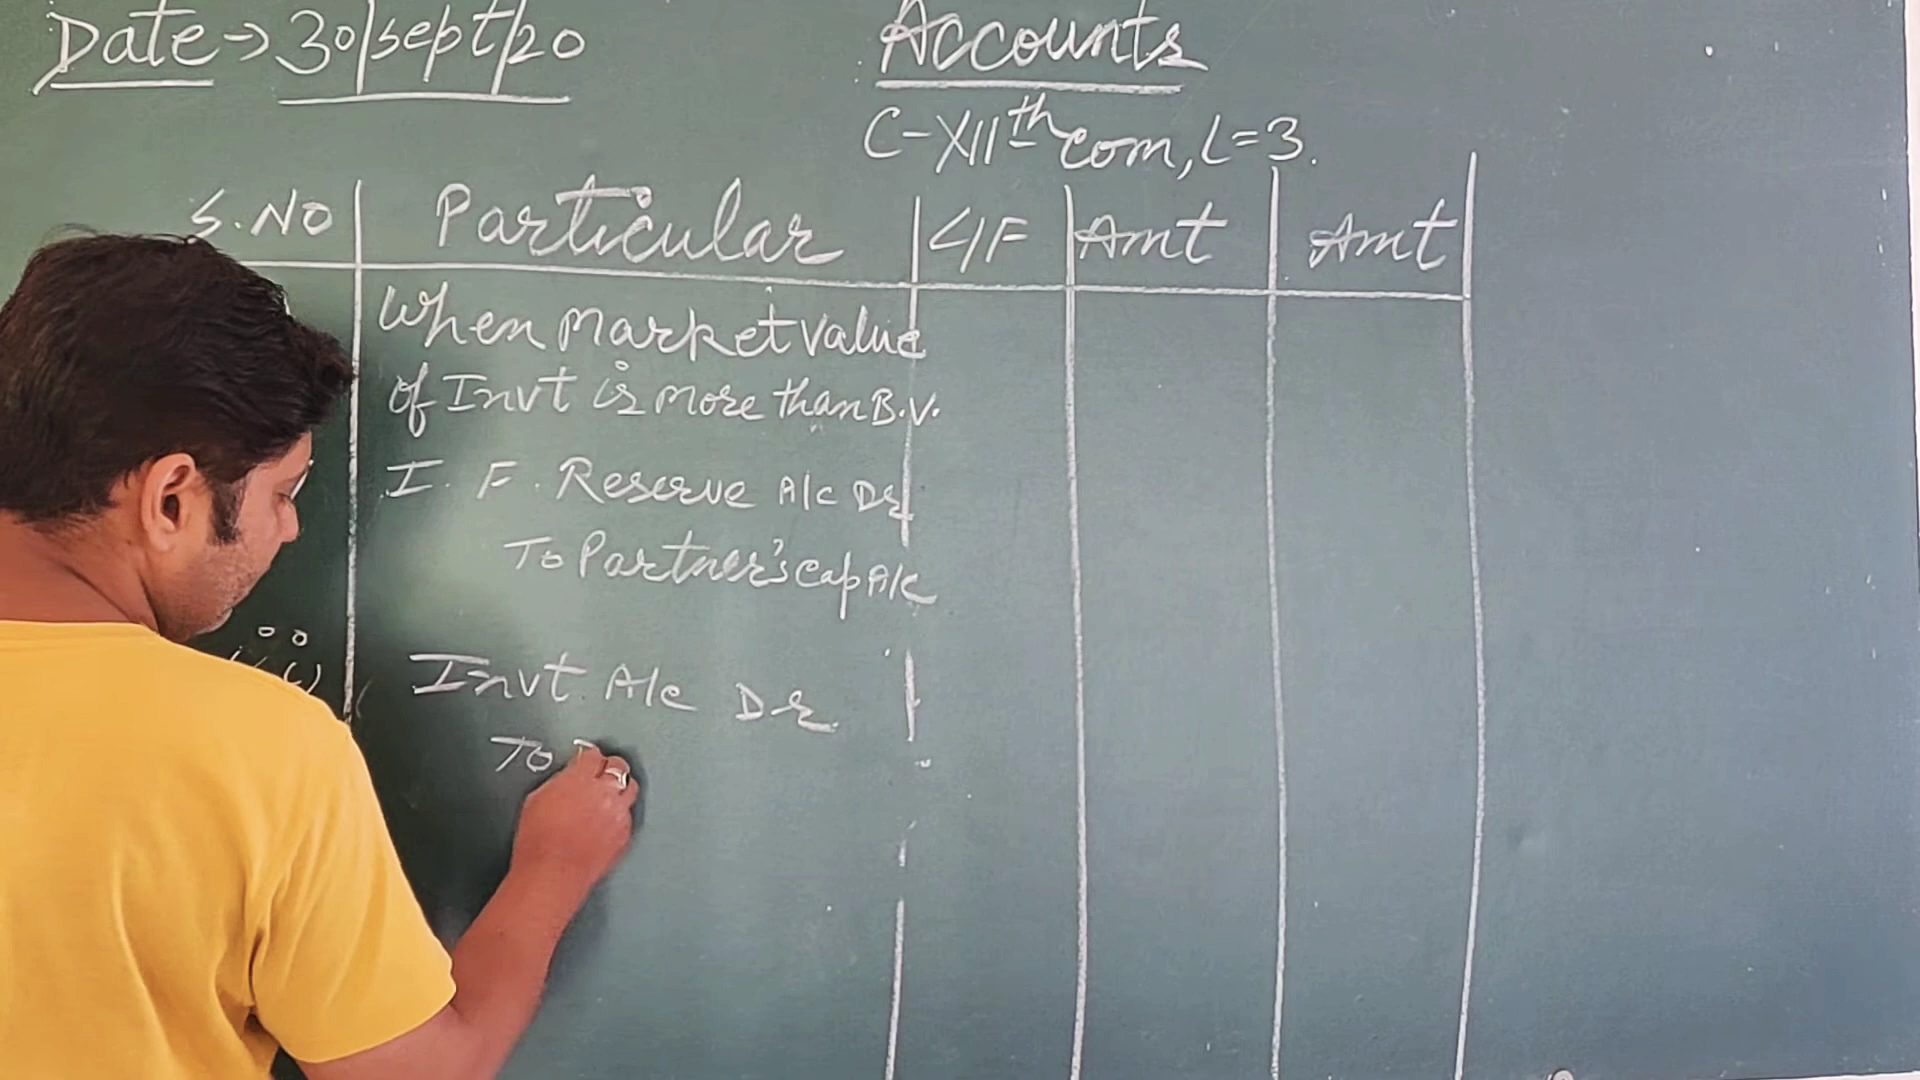 Date → 30/sept/20
Accounts
C-XIIth com, L=3.
S.NO Particular L/F Amt Amt
When Market Value
of Invt is more than B.V.
I. F. Reserve A/c Dr
To Partner's Cap A/c
Invt A/c Dr.
To